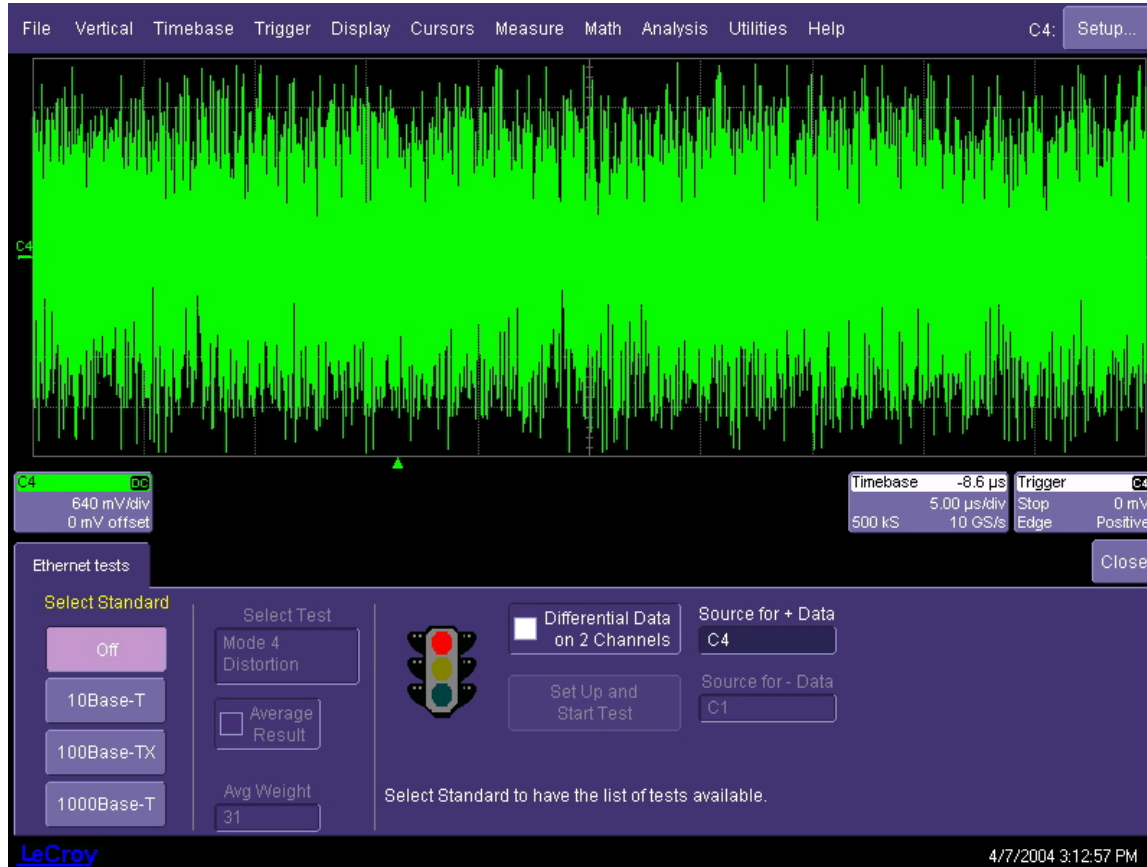 File Vertical Timebase Trigger Display Cursors Measure Math Analysis Utilities Help C4: Setup...
C4
C4 DC
640 mV/div
0 mV offset
Timebase -8.6 µs
5.00 µs/div
500 kS 10 GS/s
Trigger C4
Stop 0 mV
Edge Positive
Ethernet tests
Close
Select Standard
Off
10Base-T
100Base-TX
1000Base-T
Select Test
Mode 4
Distortion
Average
Result
Avg Weight
31
Differential Data
on 2 Channels
Set Up and
Start Test
Source for + Data
C4
Source for - Data
C1
Select Standard to have the list of tests available.
LeCroy
4/7/2004 3:12:57 PM